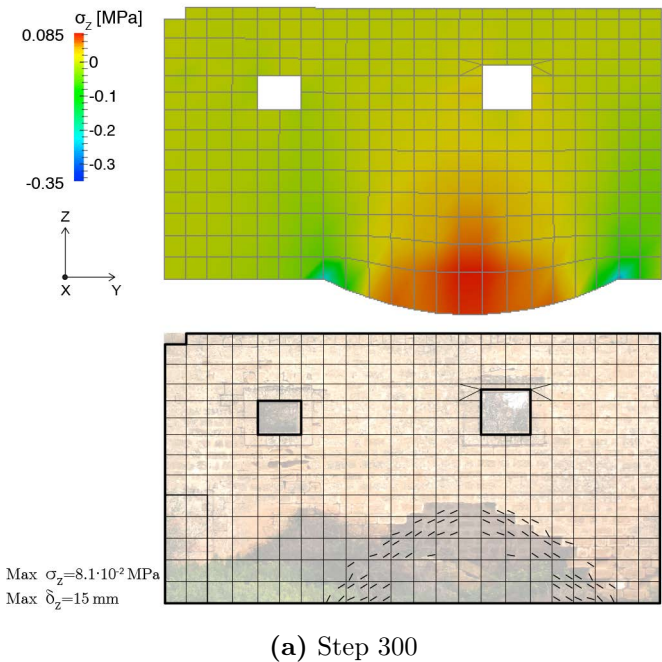 σz [MPa]
0.085
0
-0.1
-0.2
-0.3
-0.35
Z
X
Y
Max σz=8.1·10-2 MPa
Max δ̃z=15 mm
(a) Step 300